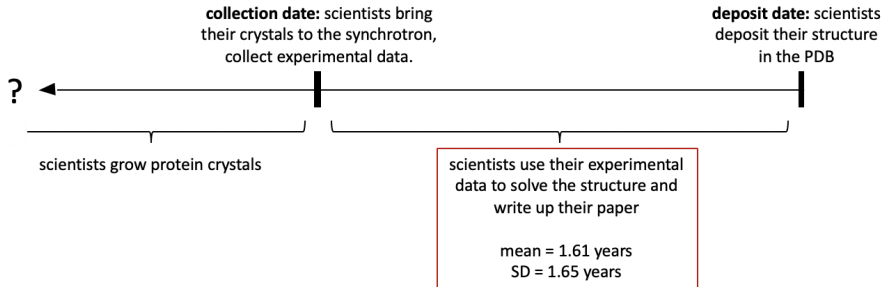 collection date: scientists bring
their crystals to the synchrotron,
collect experimental data.
deposit date: scientists
deposit their structure
in the PDB
?
scientists grow protein crystals
scientists use their experimental
data to solve the structure and
write up their paper
mean = 1.61 years
SD = 1.65 years